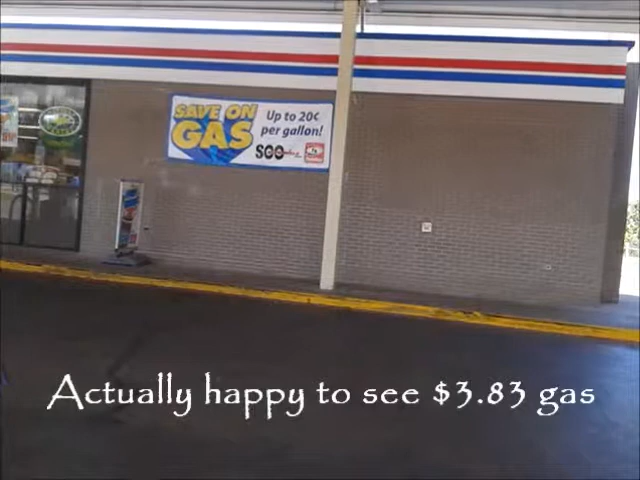 SAVE ON
GAS
Up to 20¢
per gallon!
Actually happy to see $3.83 gas